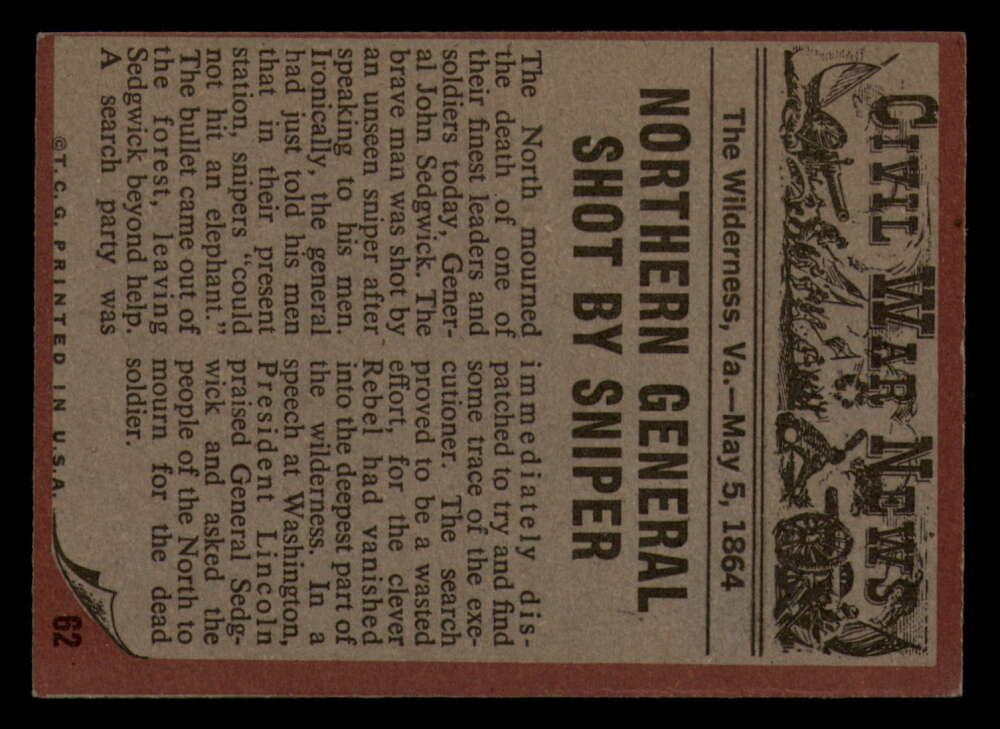 CIVIL WAR NEWS
The Wilderness, Va.—May 5, 1864
NORTHERN GENERAL
SHOT BY SNIPER
The North mourned
the death of one of
their finest leaders and
soldiers today, Gener-
al John Sedgwick. The
brave man was shot by
an unseen sniper after
speaking to his men.
Ironically, the general
had just told his men
that in their present
station, snipers "could
not hit an elephant."
The bullet came out of
the forest, leaving
Sedgwick beyond help.
A search party was
immediately dis-
patched to try and find
some trace of the exe-
cutioner. The search
proved to be a wasted
effort, for the clever
Rebel had vanished
into the deepest part of
the wilderness. In a
speech at Washington,
President Lincoln
praised General Sedg-
wick and asked the
people of the North to
mourn for the dead
soldier.
©T.C.G. PRINTED IN U.S.A.
62